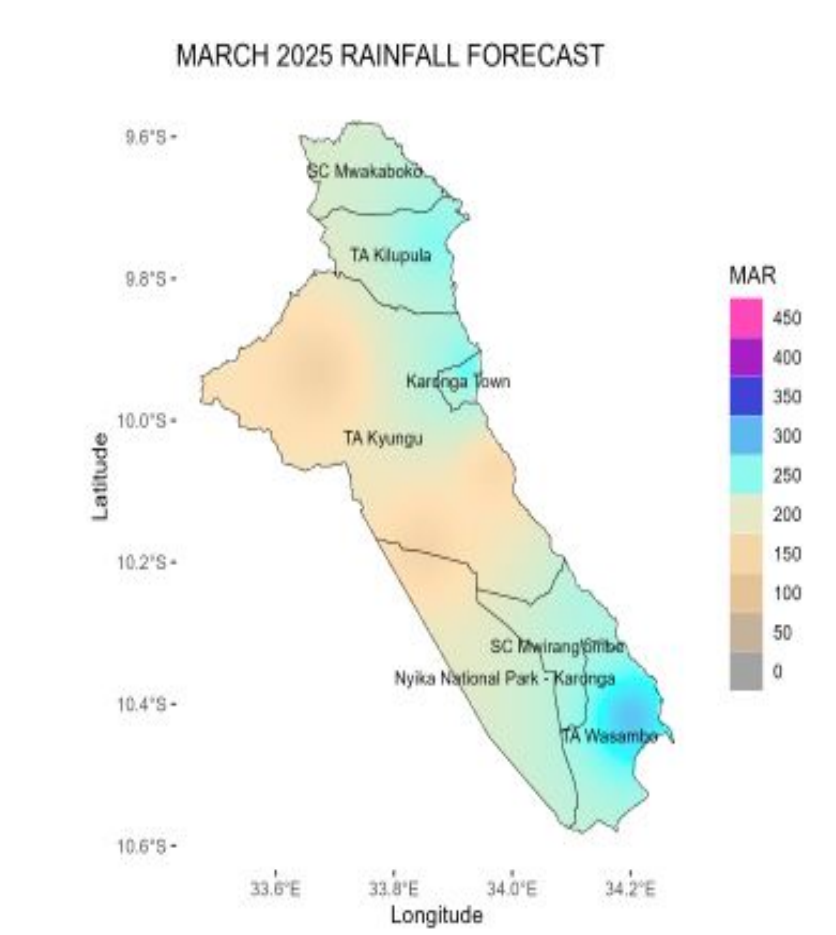 MARCH 2025 RAINFALL FORECAST
9.6°S
SC Mwakaboko
TA Kilupula
9.8°S
MAR
450
400
Karonga Town
350
10.0°S
TA Kyungu
300
250
Latitude
200
150
10.2°S
100
50
SC Mwirang'ombe
0
Nyika National Park - Karonga
10.4°S
TA Wasambo
10.6°S
33.6°E 33.8°E 34.0°E 34.2°E
Longitude